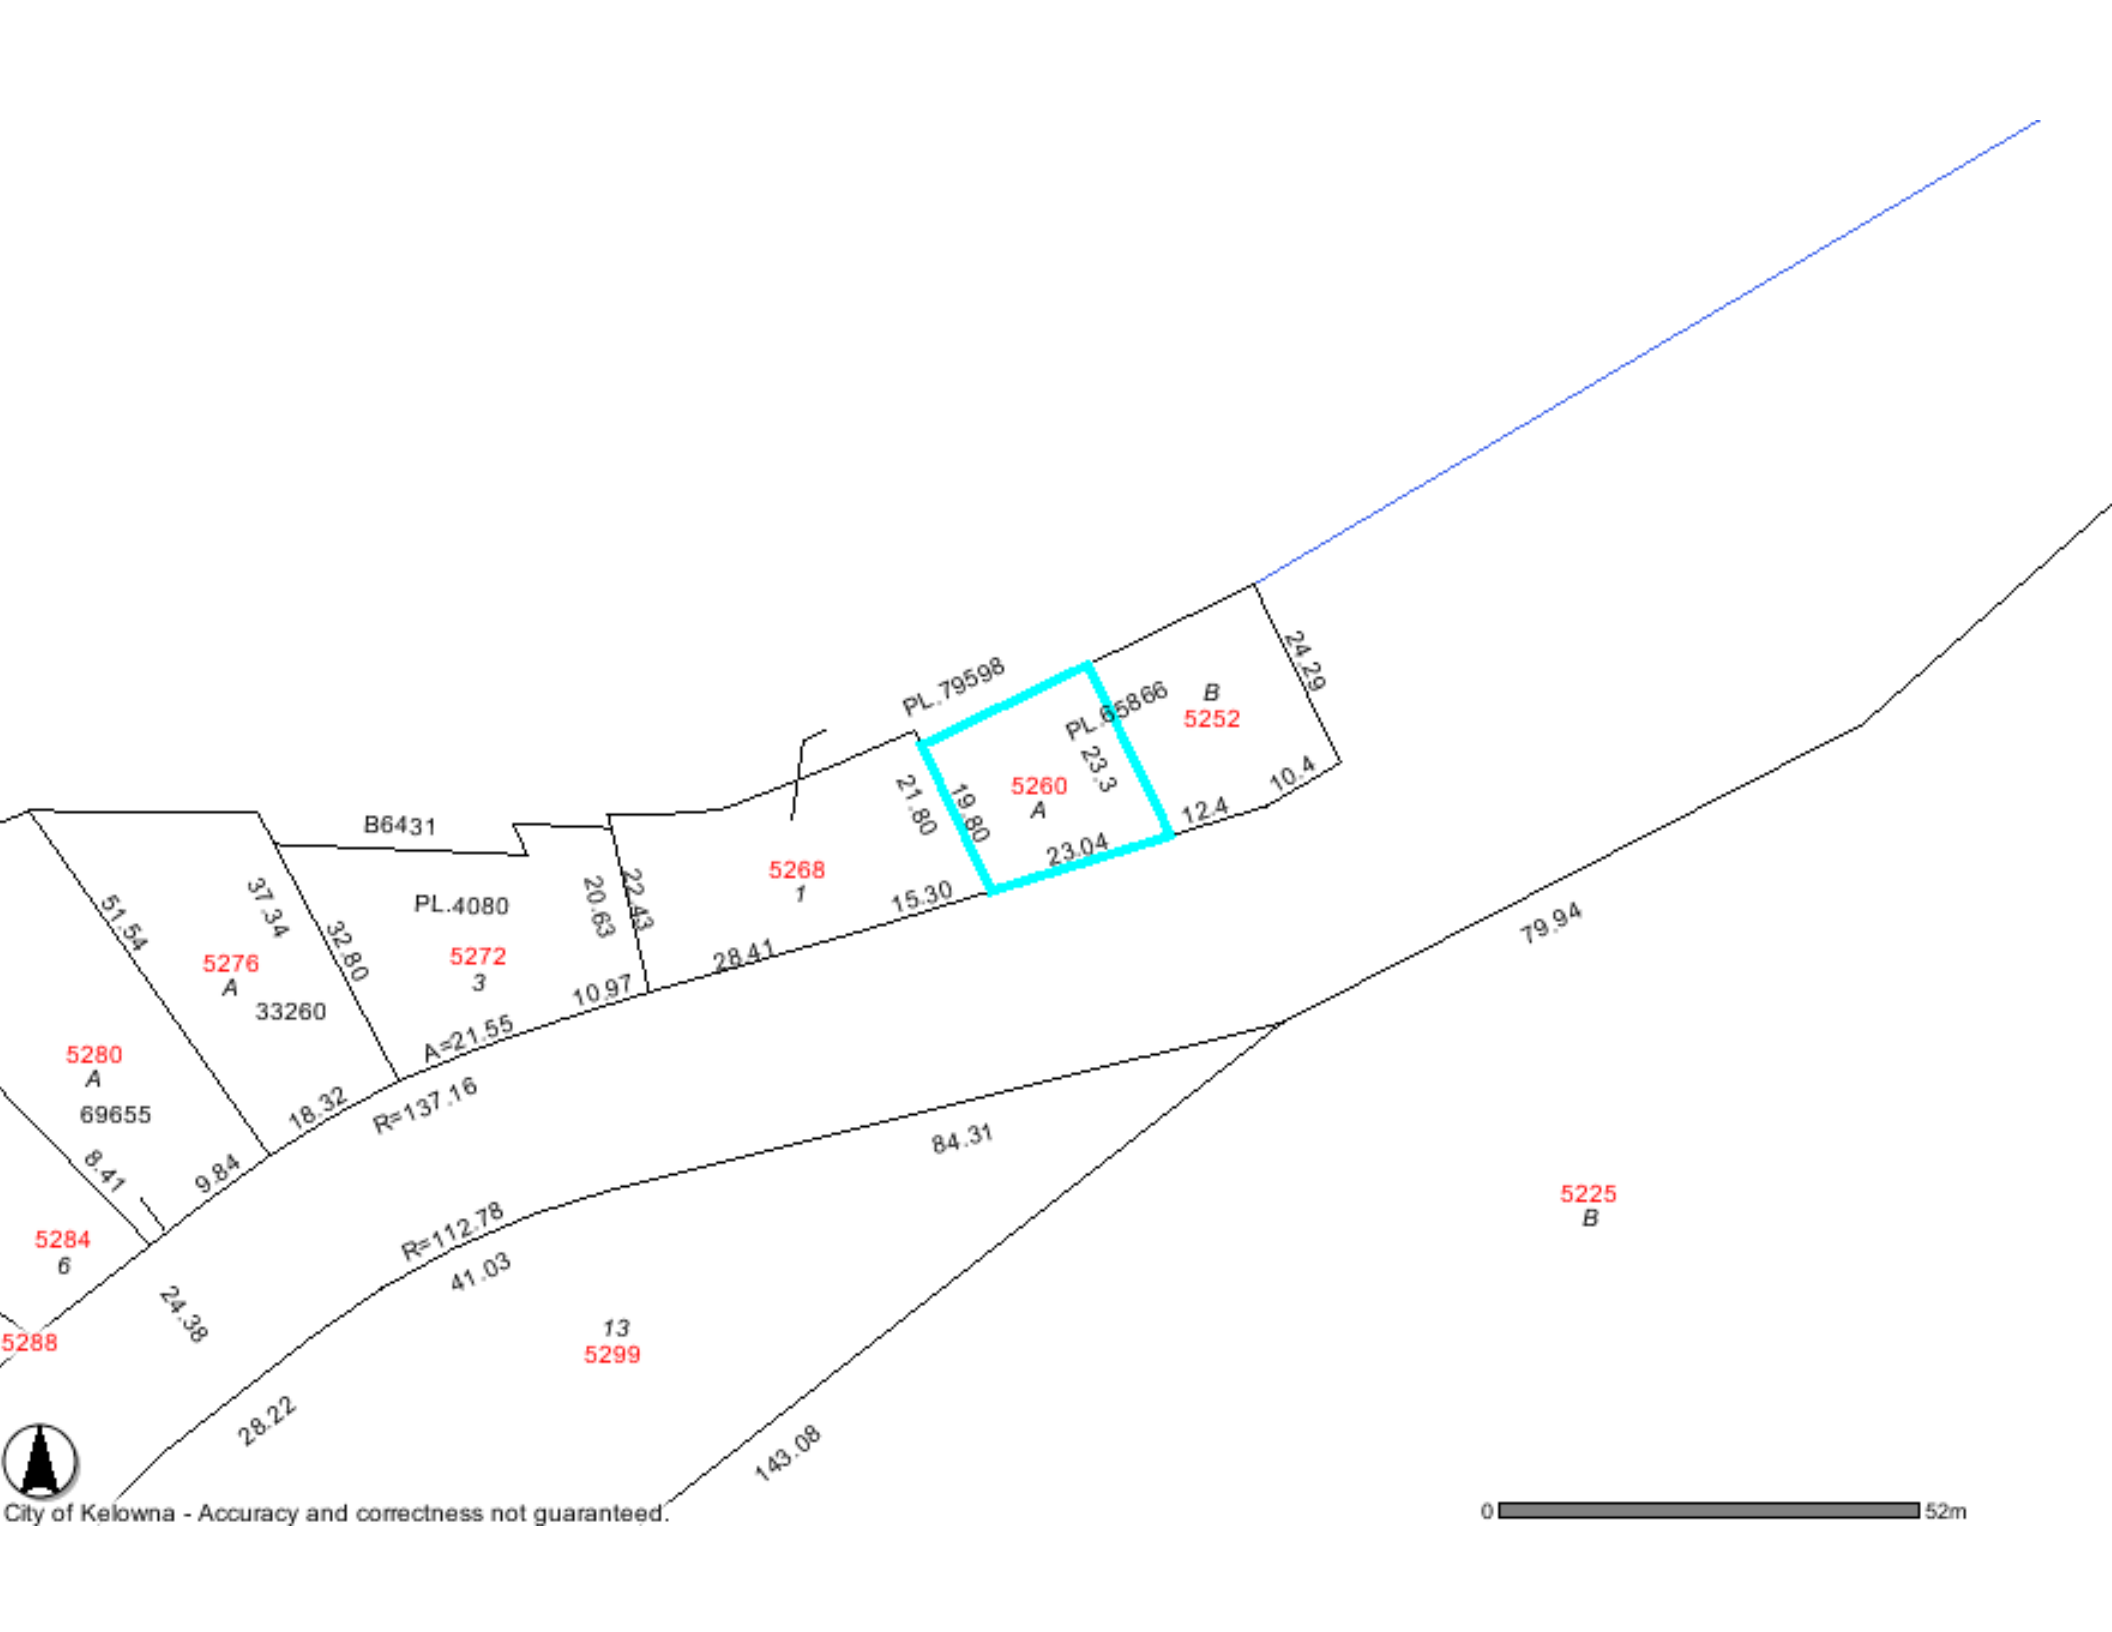 24.29
PL.79598
PL.65866
B
5252
23.3
10.4
12.4
5260
A
19.80
21.80
23.04
B6431
5268
1
15.30
22.43
20.63
PL.4080
5272
3
28.41
10.97
A=21.55
R=137.16
37.34
32.80
51.54
5276
A
33260
79.94
5280
A
69655
18.32
84.31
8.41
9.84
5225
B
R=112.78
41.03
5284
6
24.38
13
5299
5288
28.22
143.08
City of Kelowna - Accuracy and correctness not guaranteed.
0 52m